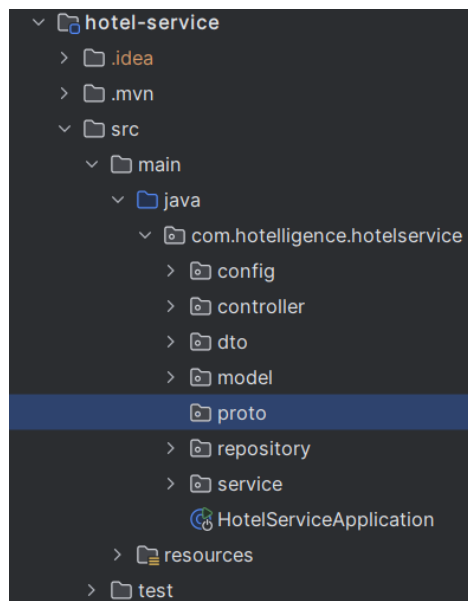 hotel-service
.idea
.mvn
src
main
java
com.hotelligence.hotelservice
config
controller
dto
model
proto
repository
service
HotelServiceApplication
resources
test